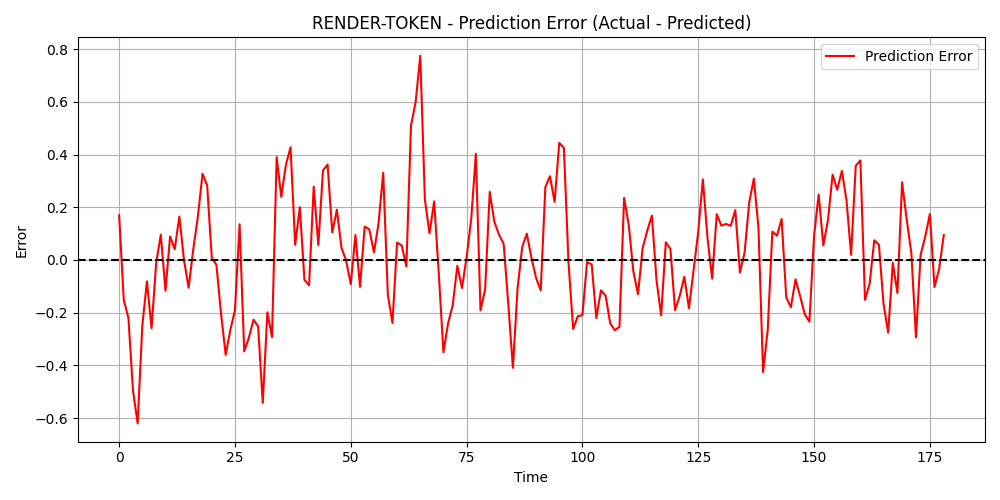 RENDER-TOKEN - Prediction Error (Actual - Predicted)
Prediction Error
Error
0.8
0.6
0.4
0.2
0.0
−0.2
−0.4
−0.6
0 25 50 75 100 125 150 175
Time